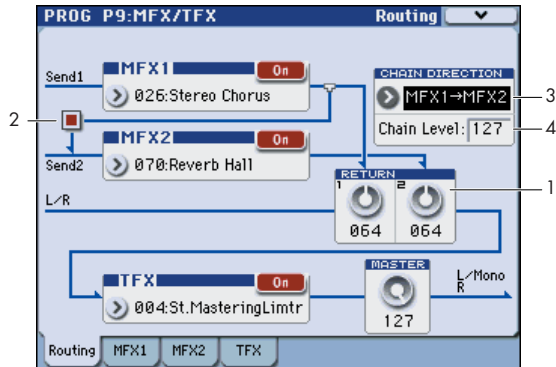 PROG P9:MFX/TFX Routing
Send1
MFX1 On
026:Stereo Chorus
CHAIN DIRECTION
MFX1→MFX2
3
Chain Level: 127
4
2
MFX2 On
070:Reverb Hall
Send2
RETURN
1 2
064 064
1
L/R
TFX On
004:St.MasteringLimtr
MASTER
127
L/Mono
R
Routing MFX1 MFX2 TFX